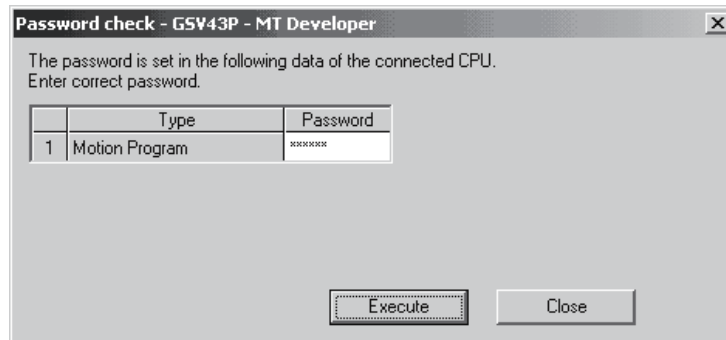 Password check - GSV43P - MT Developer
The password is set in the following data of the connected CPU.
Enter correct password.
Type Password
1 Motion Program ******
Execute Close